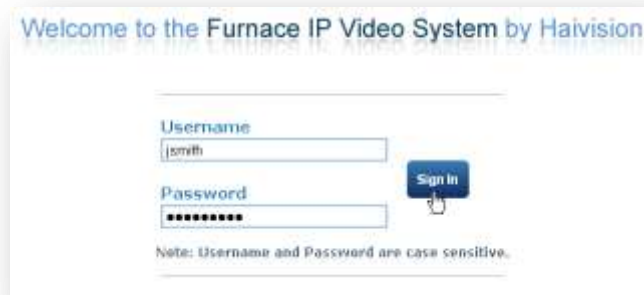 Welcome to the Furnace IP Video System by Haivision
Username
jsmith
Sign In
Password
●●●●●●●●●
Note: Username and Password are case sensitive.